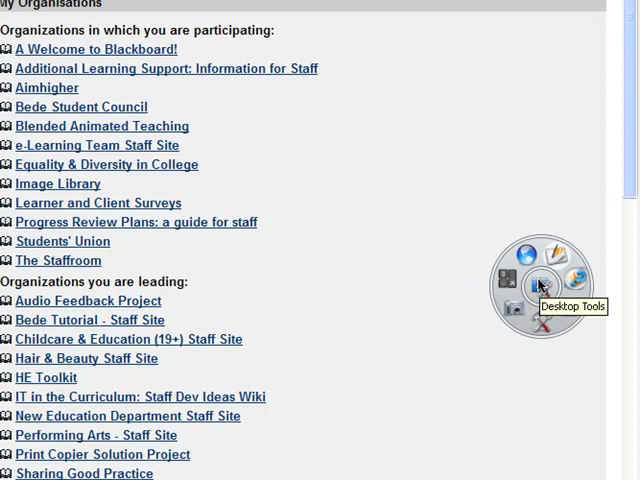 My Organisations
Organizations in which you are participating:
A Welcome to Blackboard!
Additional Learning Support: Information for Staff
Aimhigher
Bede Student Council
Blended Animated Teaching
e-Learning Team Staff Site
Equality & Diversity in College
Image Library
Learner and Client Surveys
Progress Review Plans: a guide for staff
Students' Union
The Staffroom
Desktop Tools
Organizations you are leading:
Audio Feedback Project
Bede Tutorial - Staff Site
Childcare & Education (19+) Staff Site
Hair & Beauty Staff Site
HE Toolkit
IT in the Curriculum: Staff Dev Ideas Wiki
New Education Department Staff Site
Performing Arts - Staff Site
Print Copier Solution Project
Sharing Good Practice